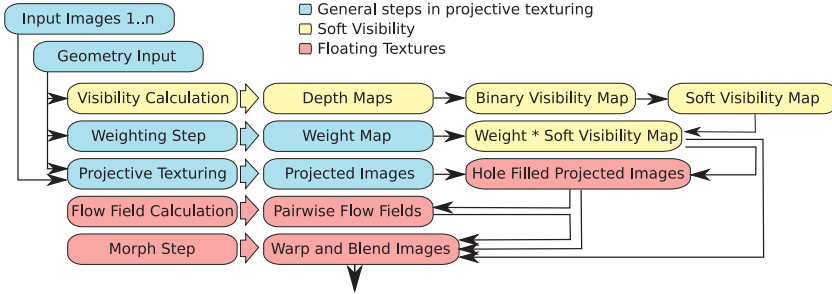 Input Images 1..n
General steps in projective texturing
Soft Visibility
Floating Textures
Geometry Input
Visibility Calculation
Depth Maps
Binary Visibility Map
Soft Visibility Map
Weighting Step
Weight Map
Weight * Soft Visibility Map
Projective Texturing
Projected Images
Hole Filled Projected Images
Flow Field Calculation
Pairwise Flow Fields
Morph Step
Warp and Blend Images